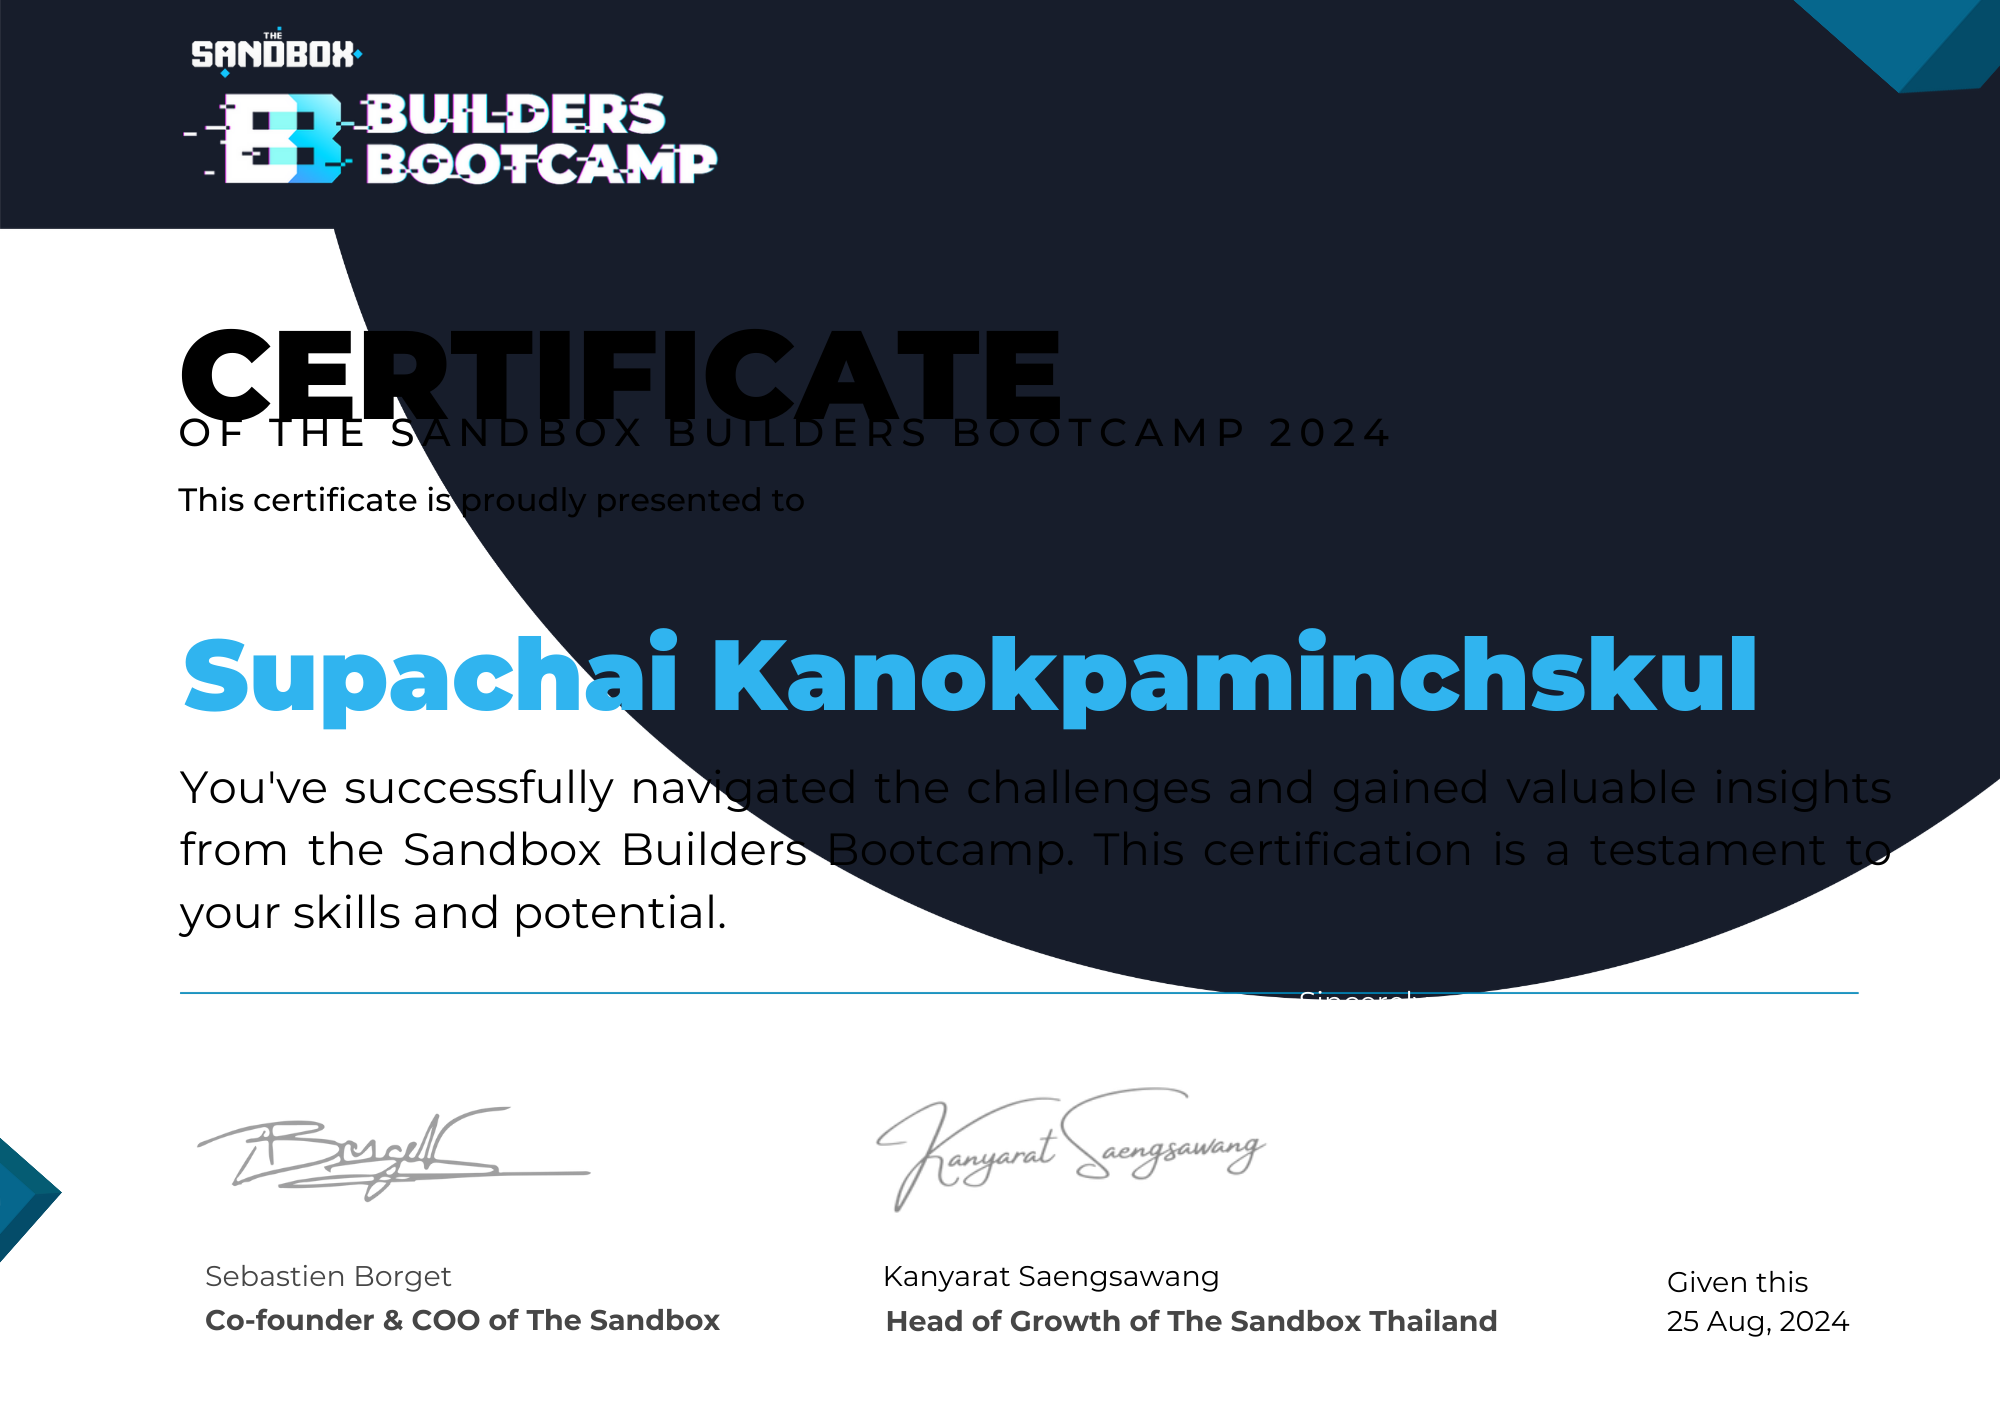 THE
SANDBOX
BUILDERS
BOOTCAMP
CERTIFICATE
OF THE SANDBOX BUILDERS BOOTCAMP 2024
This certificate is proudly presented to
Supachai Kanokpaminchskul
You've successfully navigated the challenges and gained valuable insights
from the Sandbox Builders Bootcamp. This certification is a testament to
your skills and potential.
Borget
Kanyarat Saengsawang
Sebastien Borget
Kanyarat Saengsawang
Co-founder & COO of The Sandbox
Head of Growth of The Sandbox Thailand
Given this
25 Aug, 2024